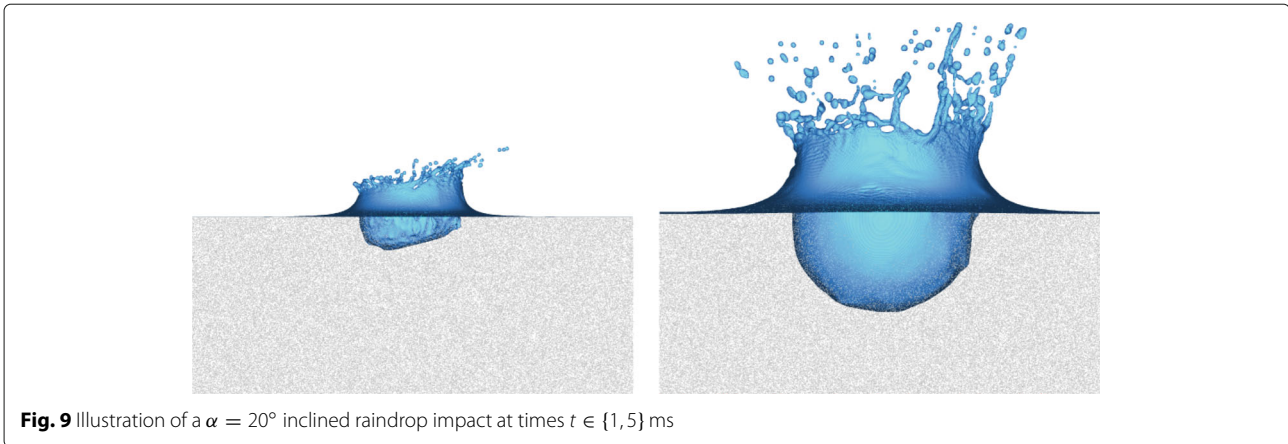 Fig. 9 Illustration of a α = 20° inclined raindrop impact at times t ∈ {1, 5} ms